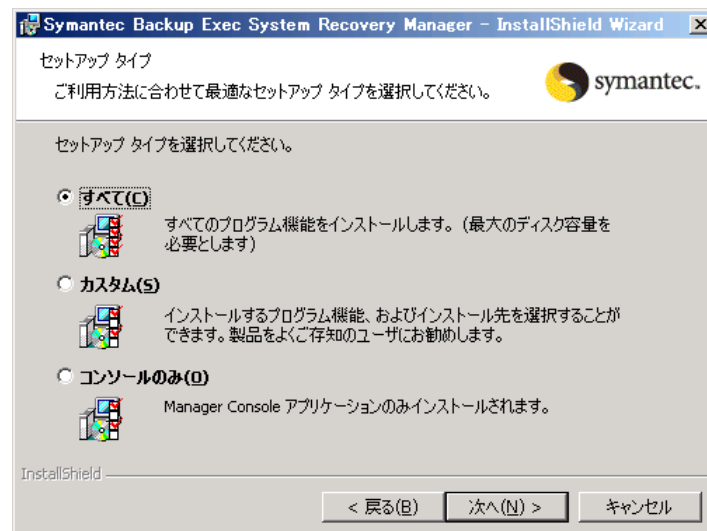 Symantec Backup Exec System Recovery Manager - InstallShield Wizard
セットアップ タイプ
ご利用方法に合わせて最適なセットアップ タイプを選択してください。
symantec.
セットアップ タイプを選択してください。
すべて(C)
すべてのプログラム機能をインストールします。(最大のディスク容量を
必要とします)
カスタム(S)
インストールするプログラム機能、およびインストール先を選択することが
できます。製品をよくご存知のユーザにお勧めします。
コンソールのみ(O)
Manager Console アプリケーションのみインストールされます。
InstallShield
< 戻る(B)
次へ(N) >
キャンセル